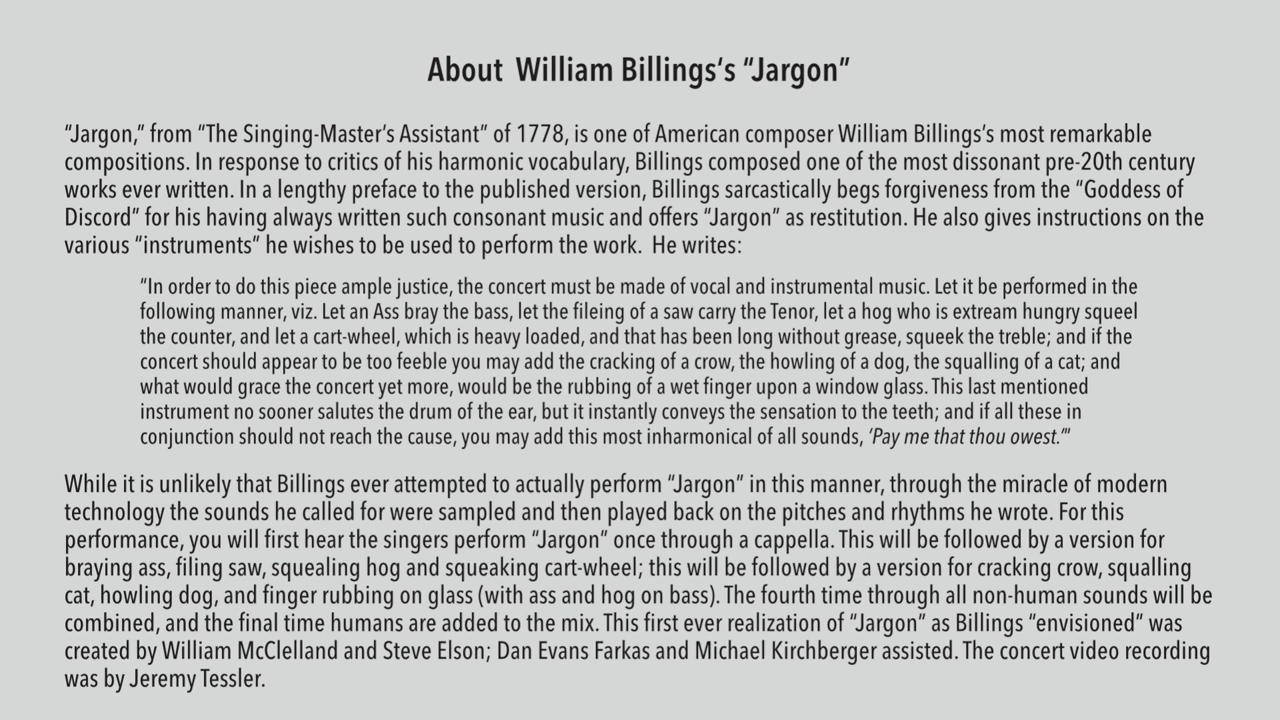 About  William Billings‘s “Jargon”
“Jargon,” from “The Singing-Master’s Assistant” of 1778, is one of American composer William Billings’s most remarkable
compositions. In response to critics of his harmonic vocabulary, Billings composed one of the most dissonant pre-20th century
works ever written. In a lengthy preface to the published version, Billings sarcastically begs forgiveness from the “Goddess of
Discord” for his having always written such consonant music and offers “Jargon” as restitution. He also gives instructions on the
various “instruments” he wishes to be used to perform the work.  He writes:
“In order to do this piece ample justice, the concert must be made of vocal and instrumental music. Let it be performed in the
following manner, viz. Let an Ass bray the bass, let the fileing of a saw carry the Tenor, let a hog who is extream hungry squeel
the counter, and let a cart-wheel, which is heavy loaded, and that has been long without grease, squeek the treble; and if the
concert should appear to be too feeble you may add the cracking of a crow, the howling of a dog, the squalling of a cat; and
what would grace the concert yet more, would be the rubbing of a wet finger upon a window glass. This last mentioned
instrument no sooner salutes the drum of the ear, but it instantly conveys the sensation to the teeth; and if all these in
conjunction should not reach the cause, you may add this most inharmonical of all sounds, ‘Pay me that thou owest.’”
While it is unlikely that Billings ever attempted to actually perform “Jargon” in this manner, through the miracle of modern
technology the sounds he called for were sampled and then played back on the pitches and rhythms he wrote. For this
performance, you will first hear the singers perform “Jargon” once through a cappella. This will be followed by a version for
braying ass, filing saw, squealing hog and squeaking cart-wheel; this will be followed by a version for cracking crow, squalling
cat, howling dog, and finger rubbing on glass (with ass and hog on bass). The fourth time through all non-human sounds will be
combined, and the final time humans are added to the mix. This first ever realization of “Jargon” as Billings “envisioned” was
created by William McClelland and Steve Elson; Dan Evans Farkas and Michael Kirchberger assisted. The concert video recording
was by Jeremy Tessler.